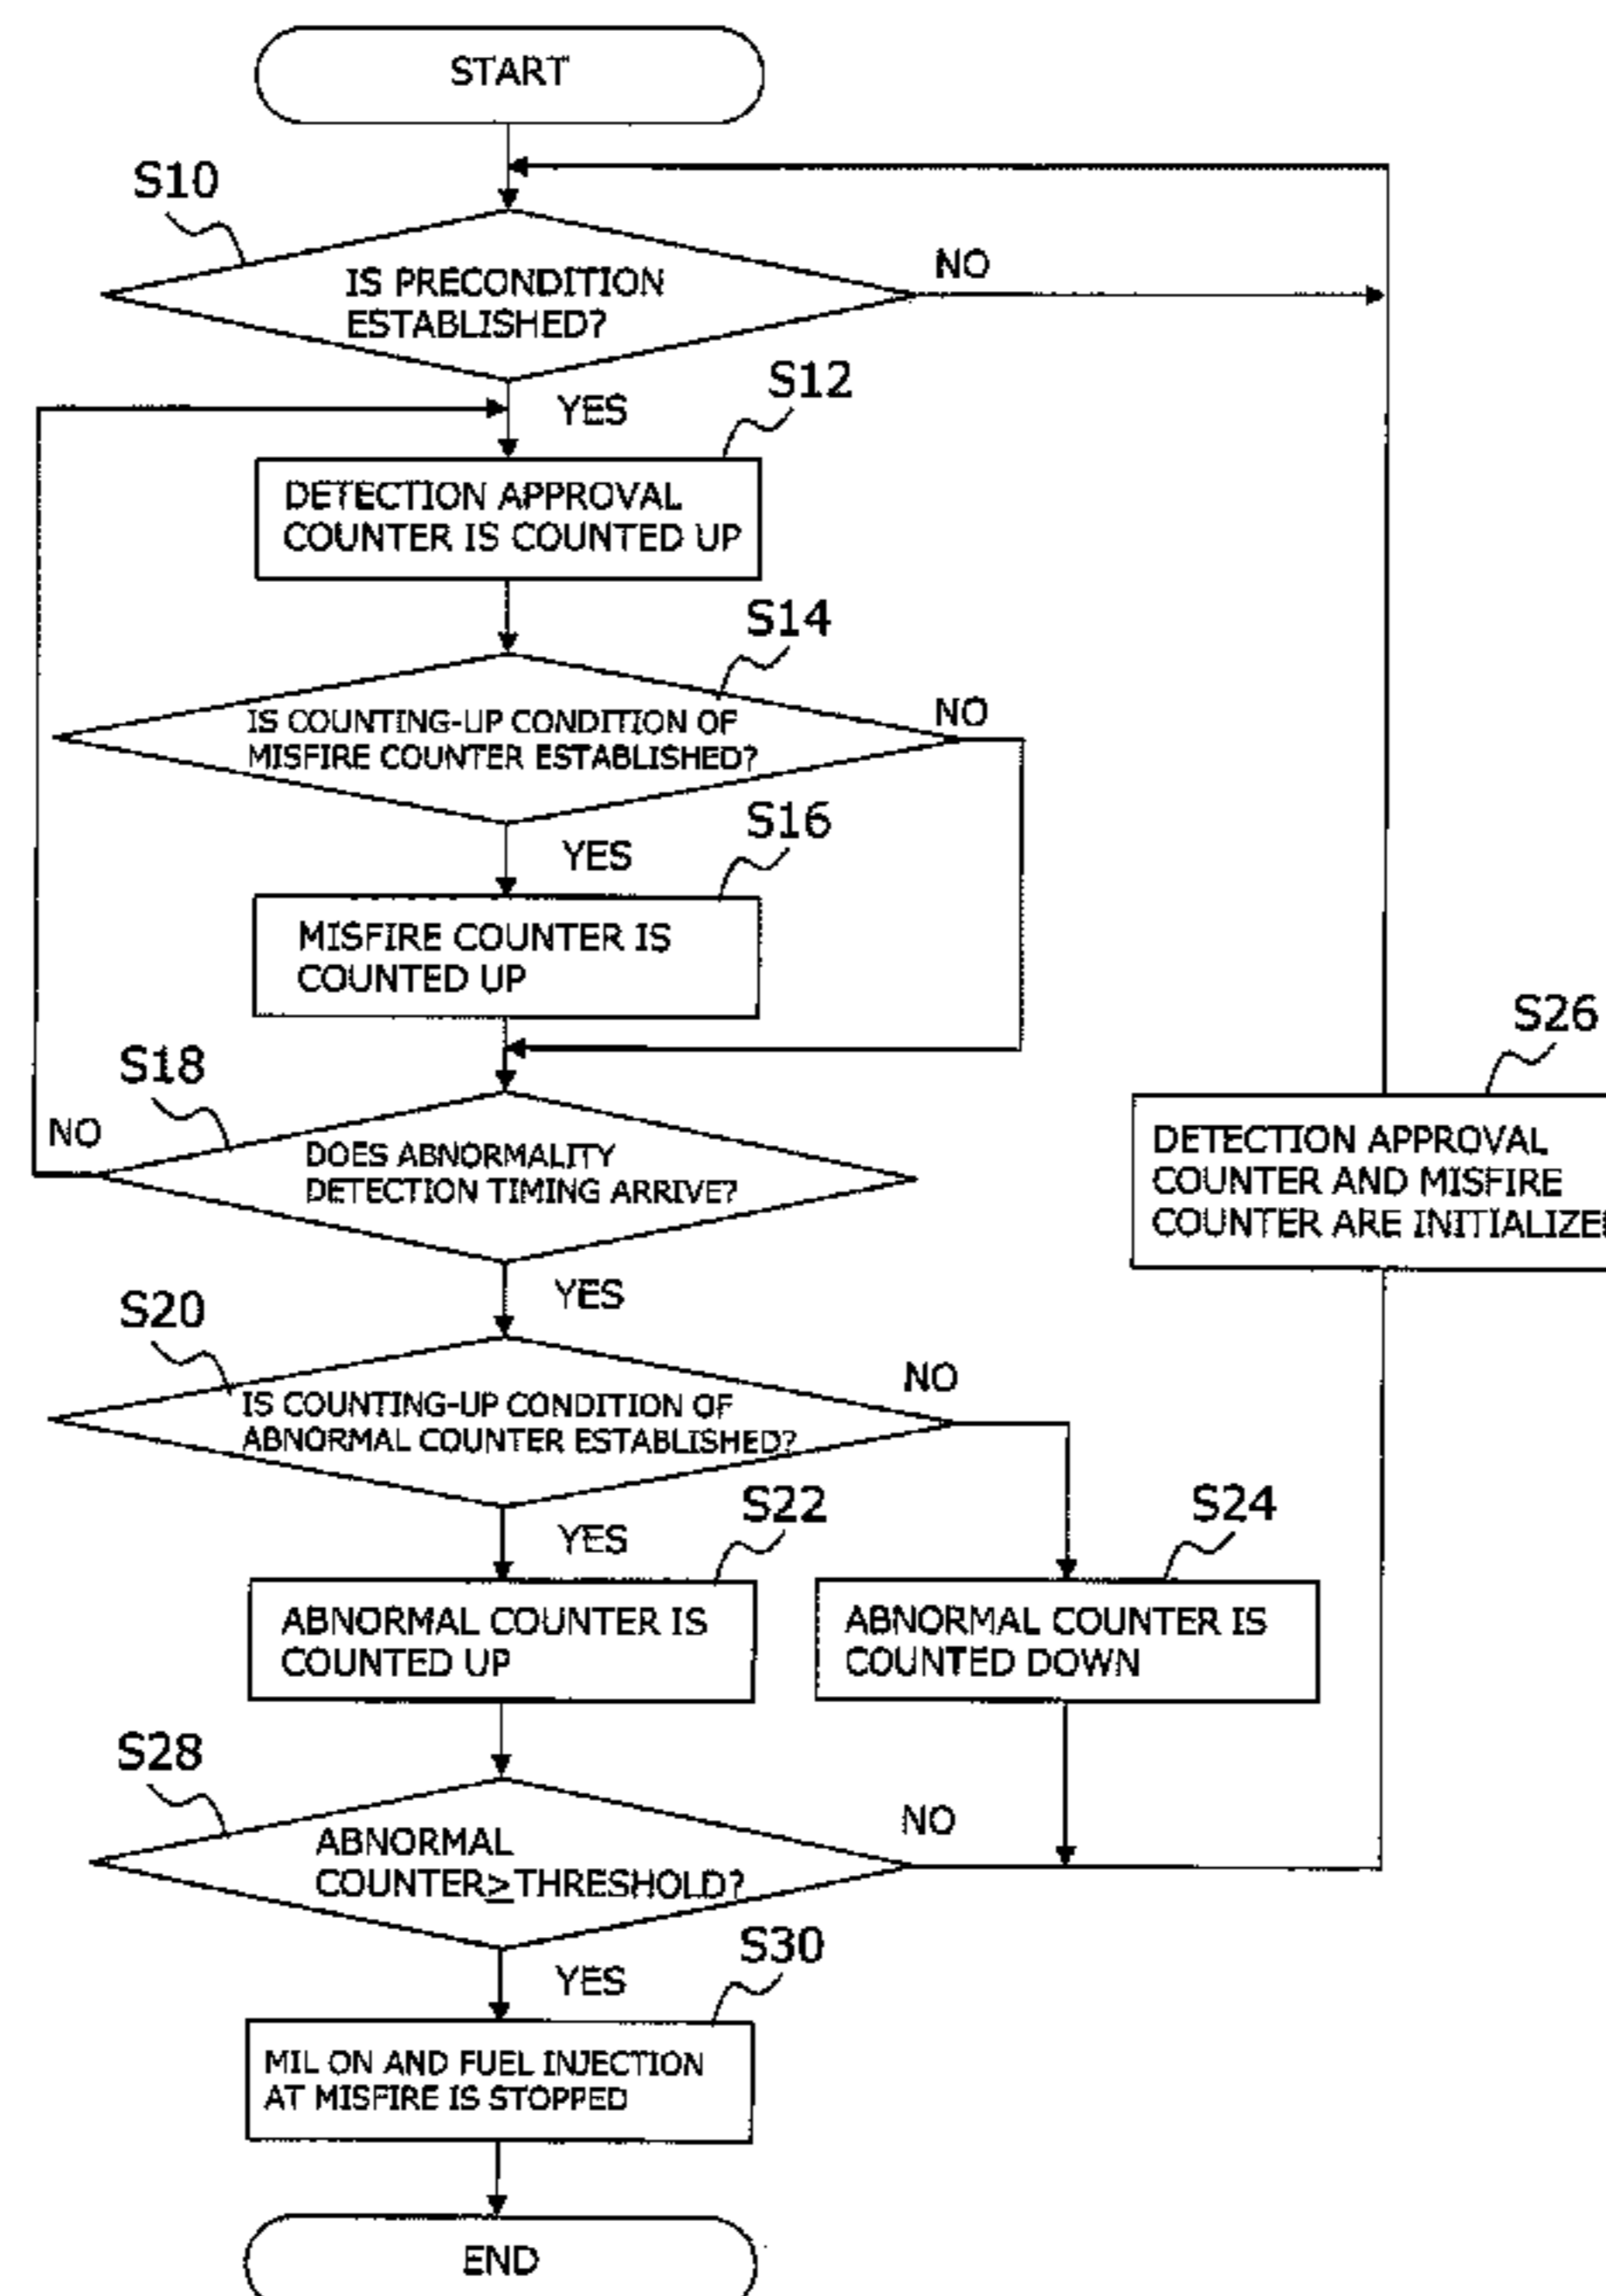 START
S10
IS PRECONDITION
ESTABLISHED?
NO
YES
S12
DETECTION APPROVAL
COUNTER IS COUNTED UP
S14
IS COUNTING-UP CONDITION OF
MISFIRE COUNTER ESTABLISHED?
NO
YES
S16
MISFIRE COUNTER IS
COUNTED UP
S18
NO
DOES ABNORMALITY
DETECTION TIMING ARRIVE?
YES
S26
DETECTION APPROVAL
COUNTER AND MISFIRE
COUNTER ARE INITIALIZE
S20
IS COUNTING-UP CONDITION OF
ABNORMAL COUNTER ESTABLISHED?
NO
YES
S22
ABNORMAL COUNTER IS
COUNTED UP
S24
ABNORMAL COUNTER IS
COUNTED DOWN
S28
ABNORMAL
COUNTER≥THRESHOLD?
NO
YES
S30
MIL ON AND FUEL INJECTION
AT MISFIRE IS STOPPED
END